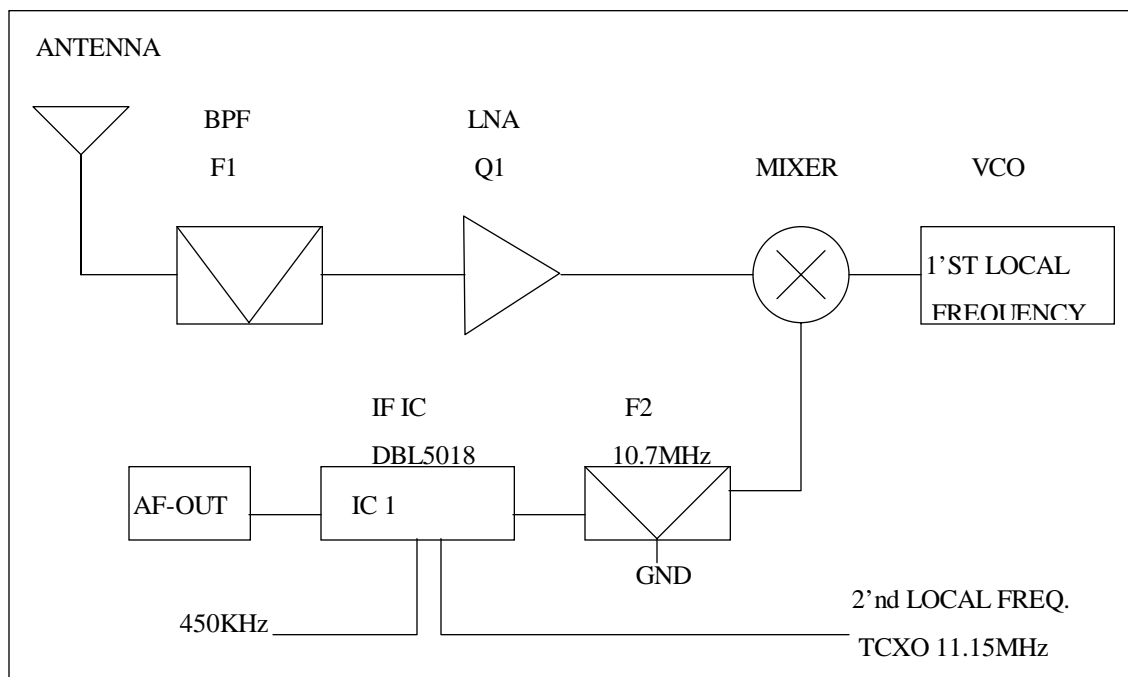 ANTENNA
BPF
F1
LNA
Q1
MIXER
VCO
1’ST LOCAL
FREQUENCY
IF IC
DBL5018
IC 1
F2
10.7MHz
AF-OUT
GND
450KHz
2’nd LOCAL FREQ.
TCXO 11.15MHz